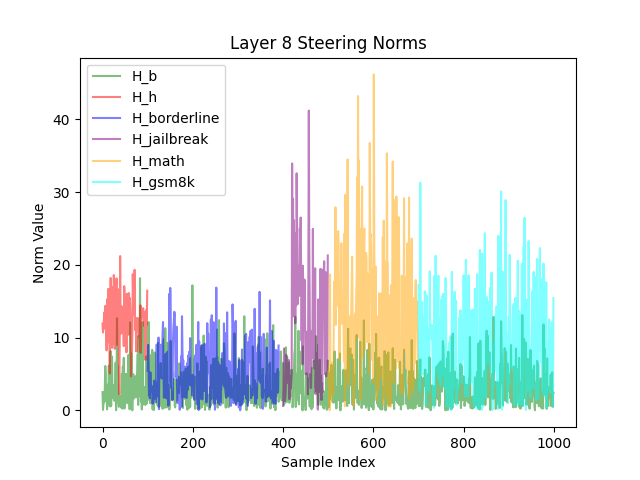 Layer 8 Steering Norms
H_b
H_h
H_borderline
H_jailbreak
H_math
H_gsm8k
Norm Value
40
30
20
10
0
0
200
400
600
800
1000
Sample Index